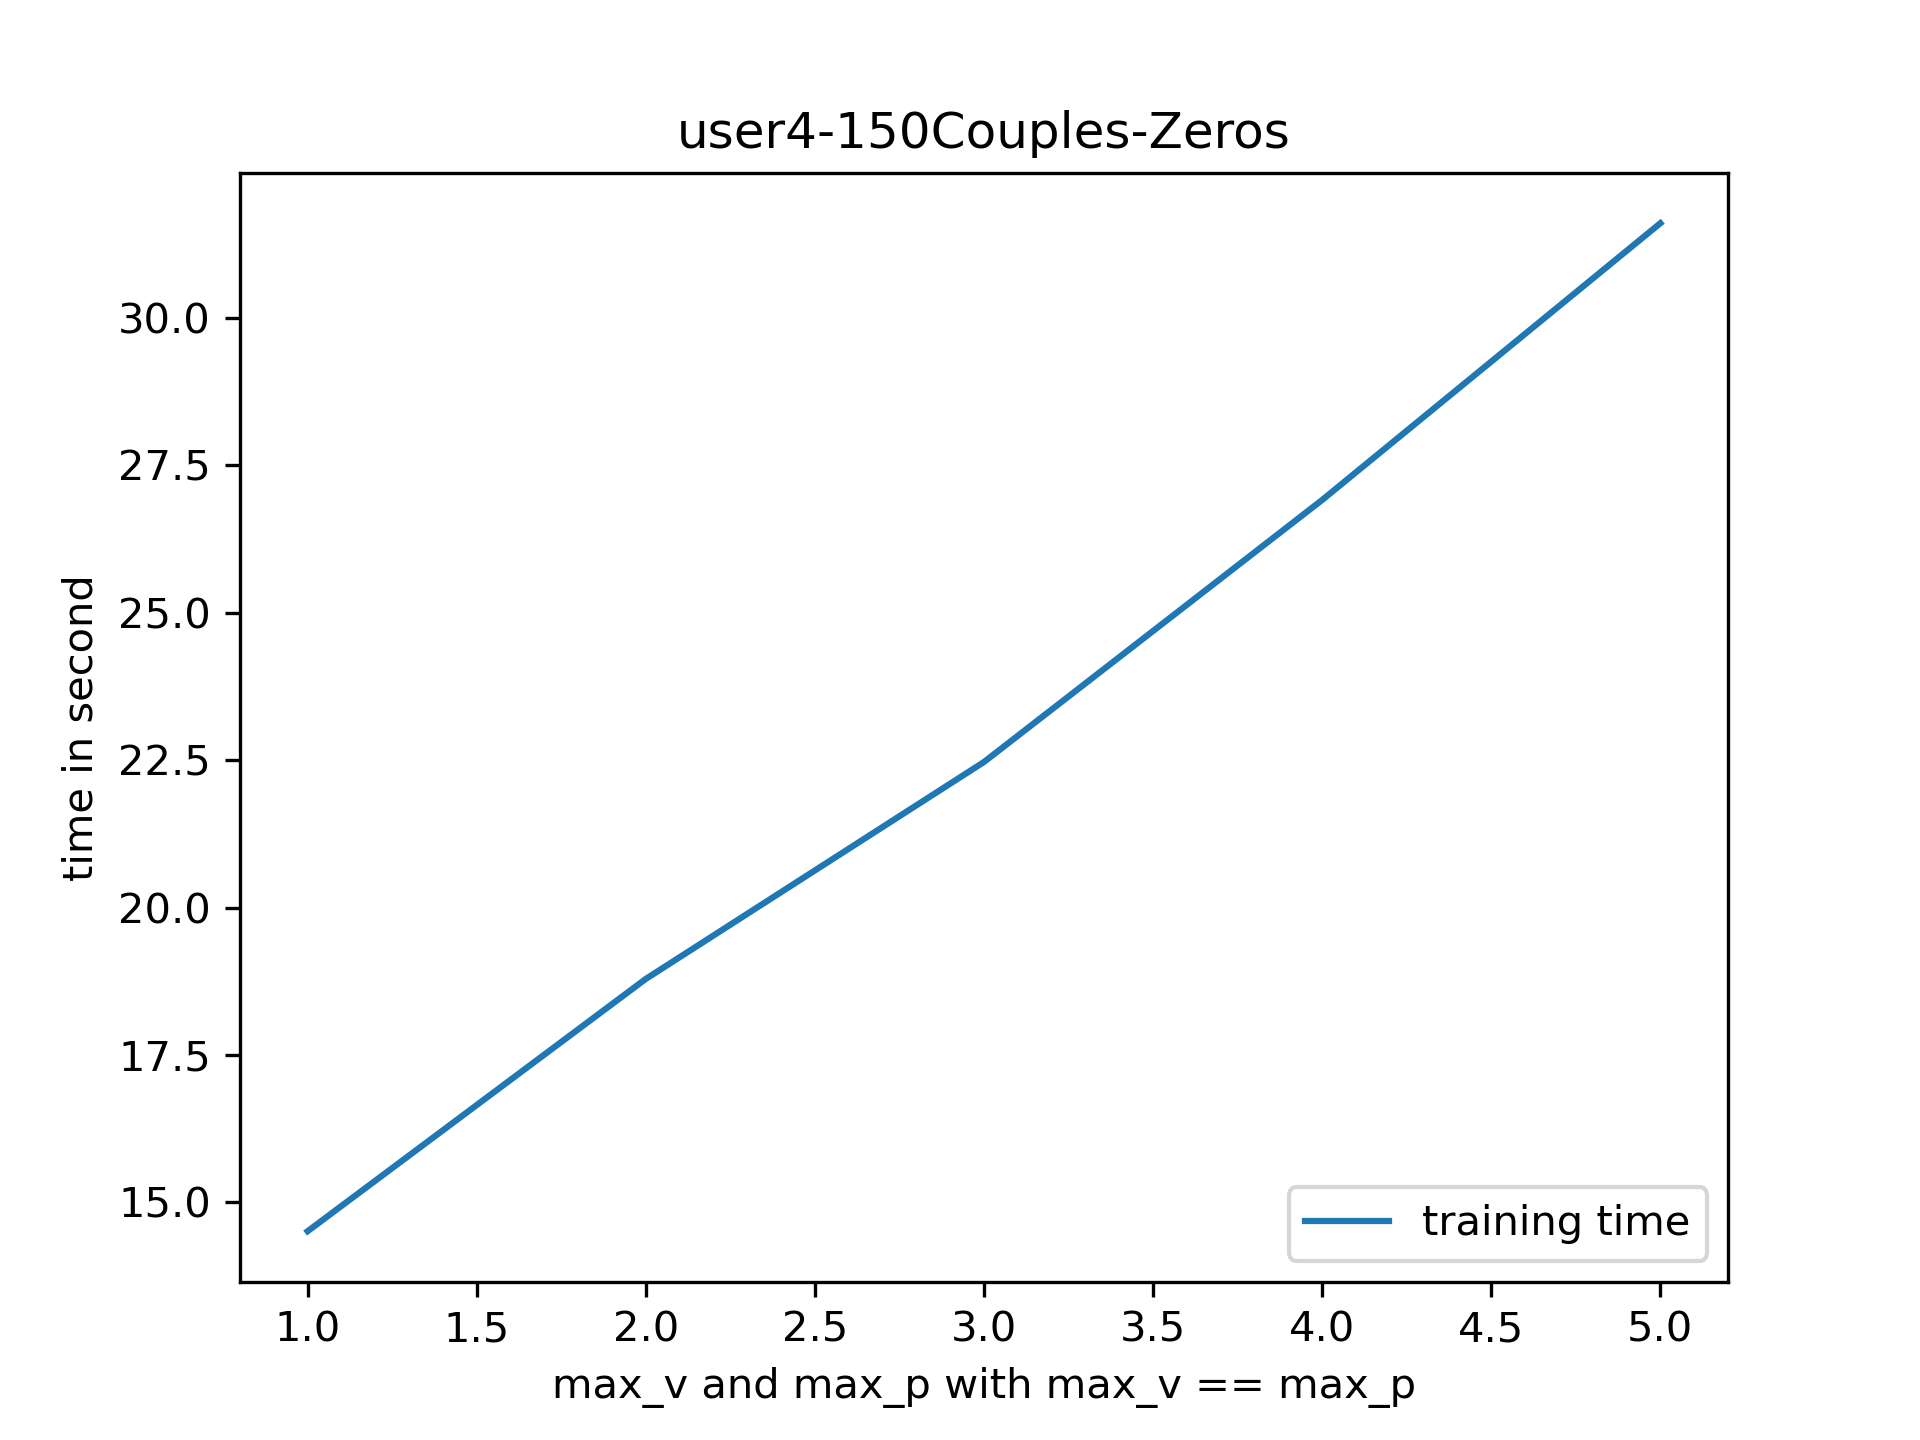 user4-150Couples-Zeros
30.0
27.5
25.0
22.5
20.0
17.5
15.0
time in second
training time
1.0 1.5 2.0 2.5 3.0 3.5 4.0 4.5 5.0
max_v and max_p with max_v == max_p